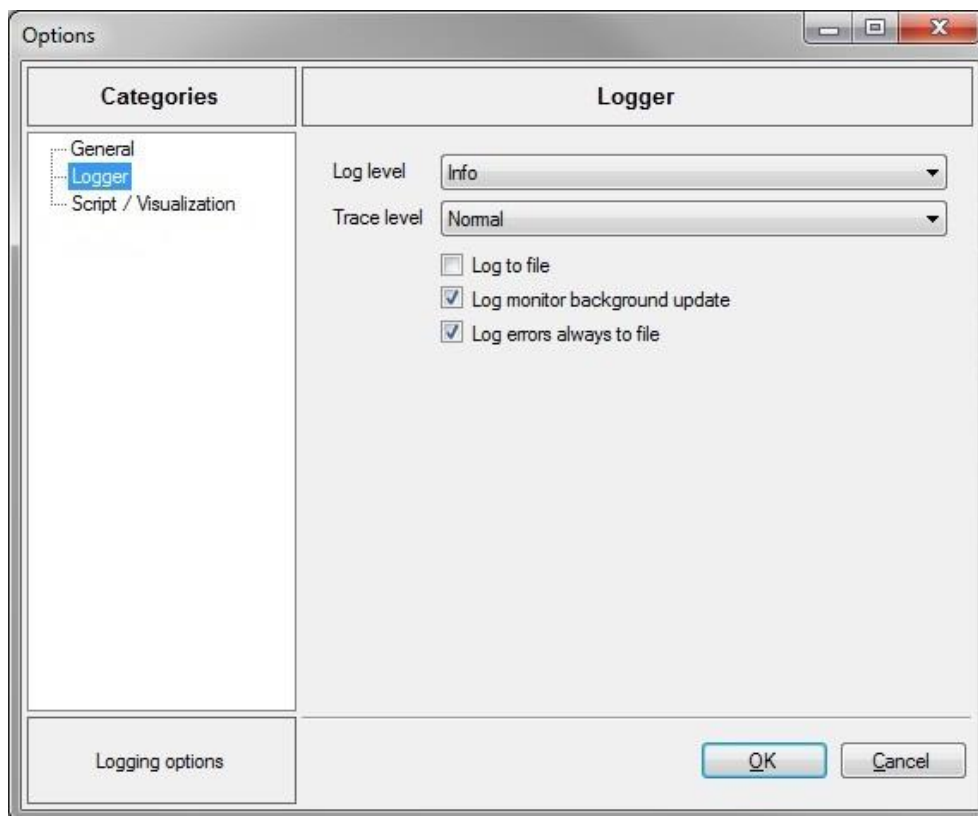 Options
Categories
Logger
General
Logger
Script / Visualization
Log level
Info
Trace level
Normal
Log to file
Log monitor background update
Log errors always to file
Logging options
OK
Cancel